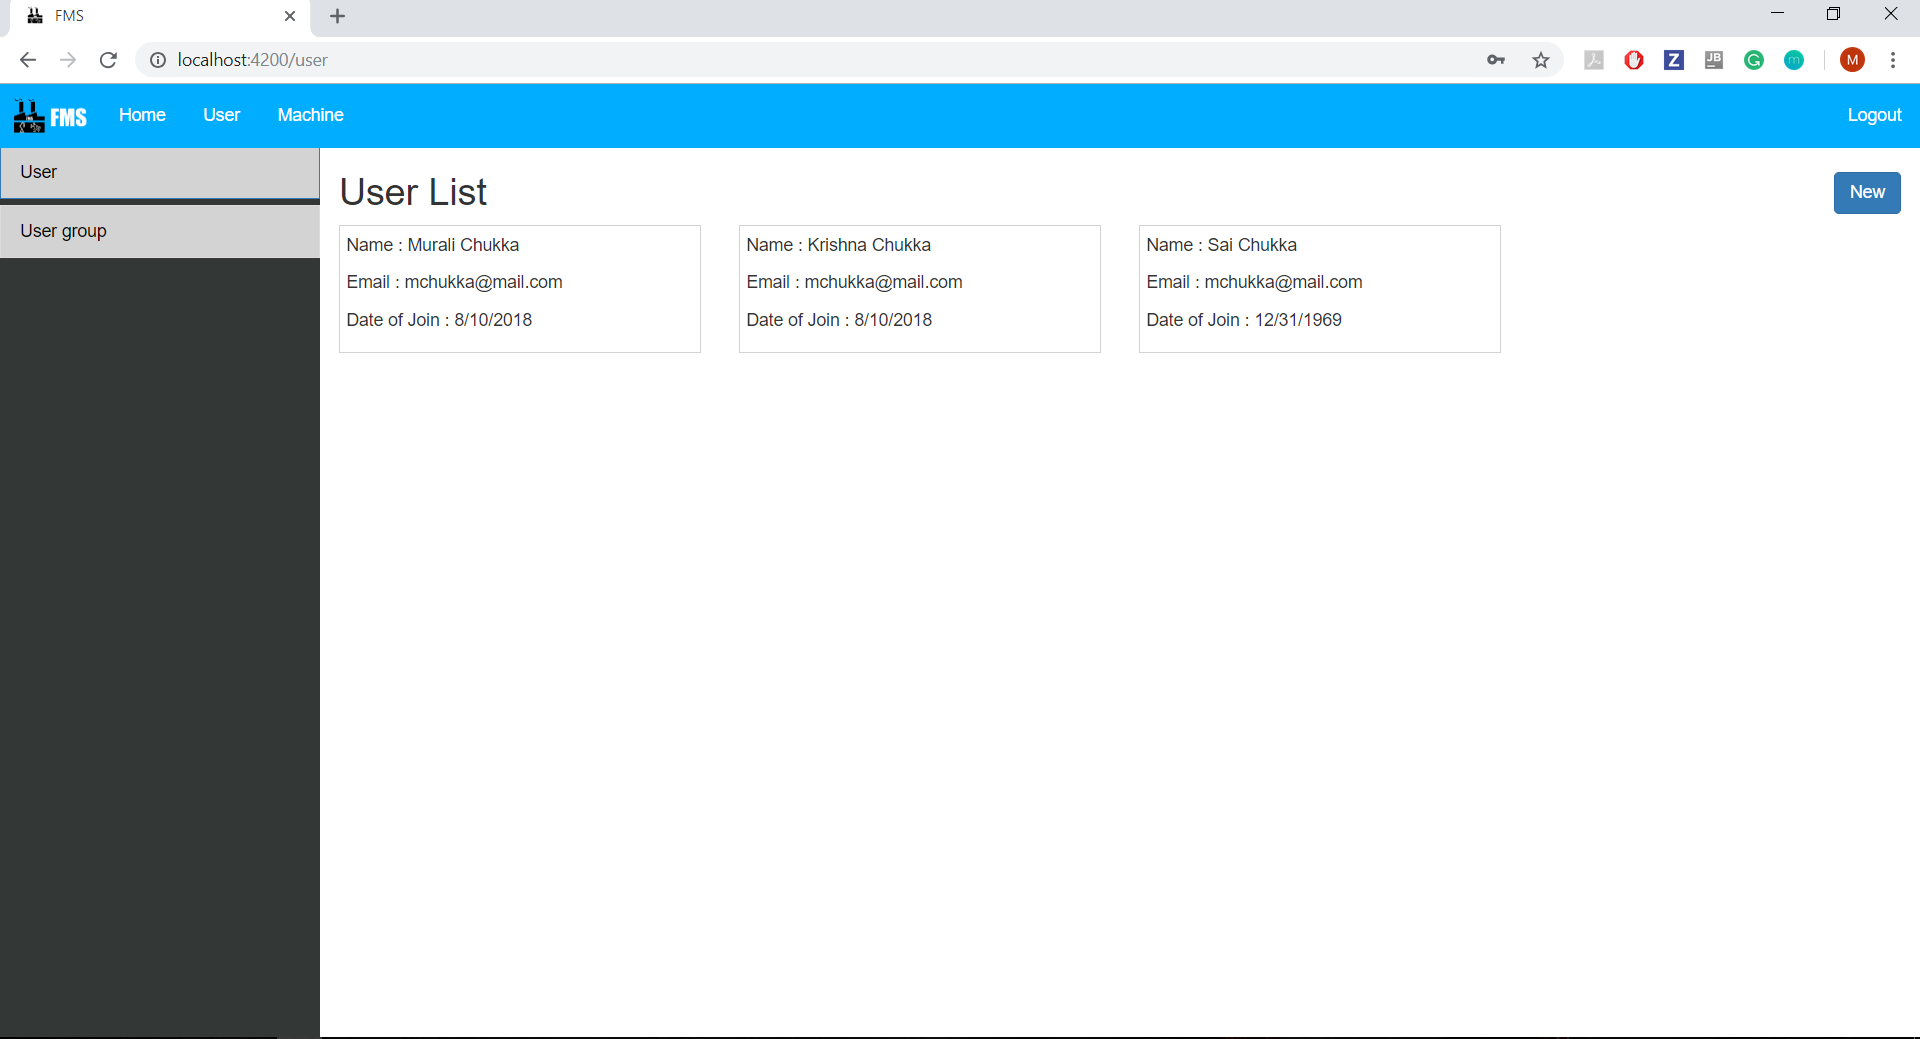 FMS
localhost:4200/user
Z
JB
G
m
M
FMS Home User Machine Logout
User
User group
User List
New
Name : Murali Chukka
Email : mchukka@mail.com
Date of Join : 8/10/2018
Name : Krishna Chukka
Email : mchukka@mail.com
Date of Join : 8/10/2018
Name : Sai Chukka
Email : mchukka@mail.com
Date of Join : 12/31/1969